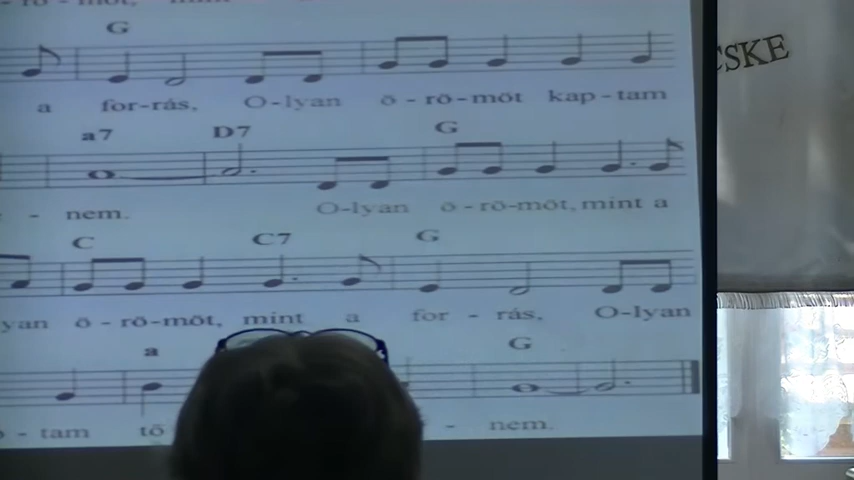 G
a for-rás, O-lyan ö-rö-möt kap-tam
a7 D7 G
- nem. O-lyan ö-rö-möt, mint a
C C7 G
yan ö-rö-möt, mint a for-rás, O-lyan
a G
- tam tő - nem.
CSKE